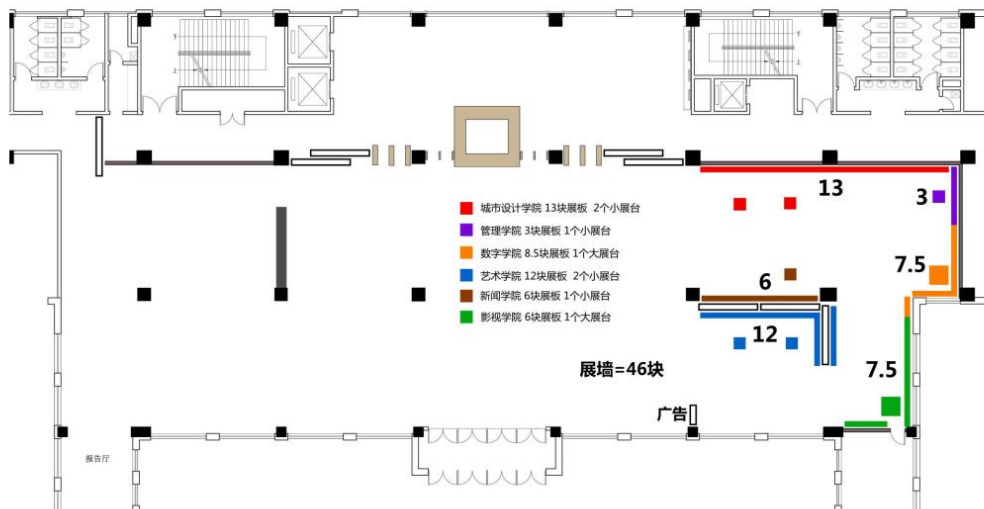 下
上
下
上
13
3
城市设计学院 13块展板 2个小展台
管理学院 3块展板 1个小展台
数字学院 8.5块展板 1个大展台
艺术学院 12块展板 2个小展台
新闻学院 6块展板 1个小展台
影视学院 6块展板 1个大展台
7.5
6
12
展墙=46块
7.5
广告
报告厅